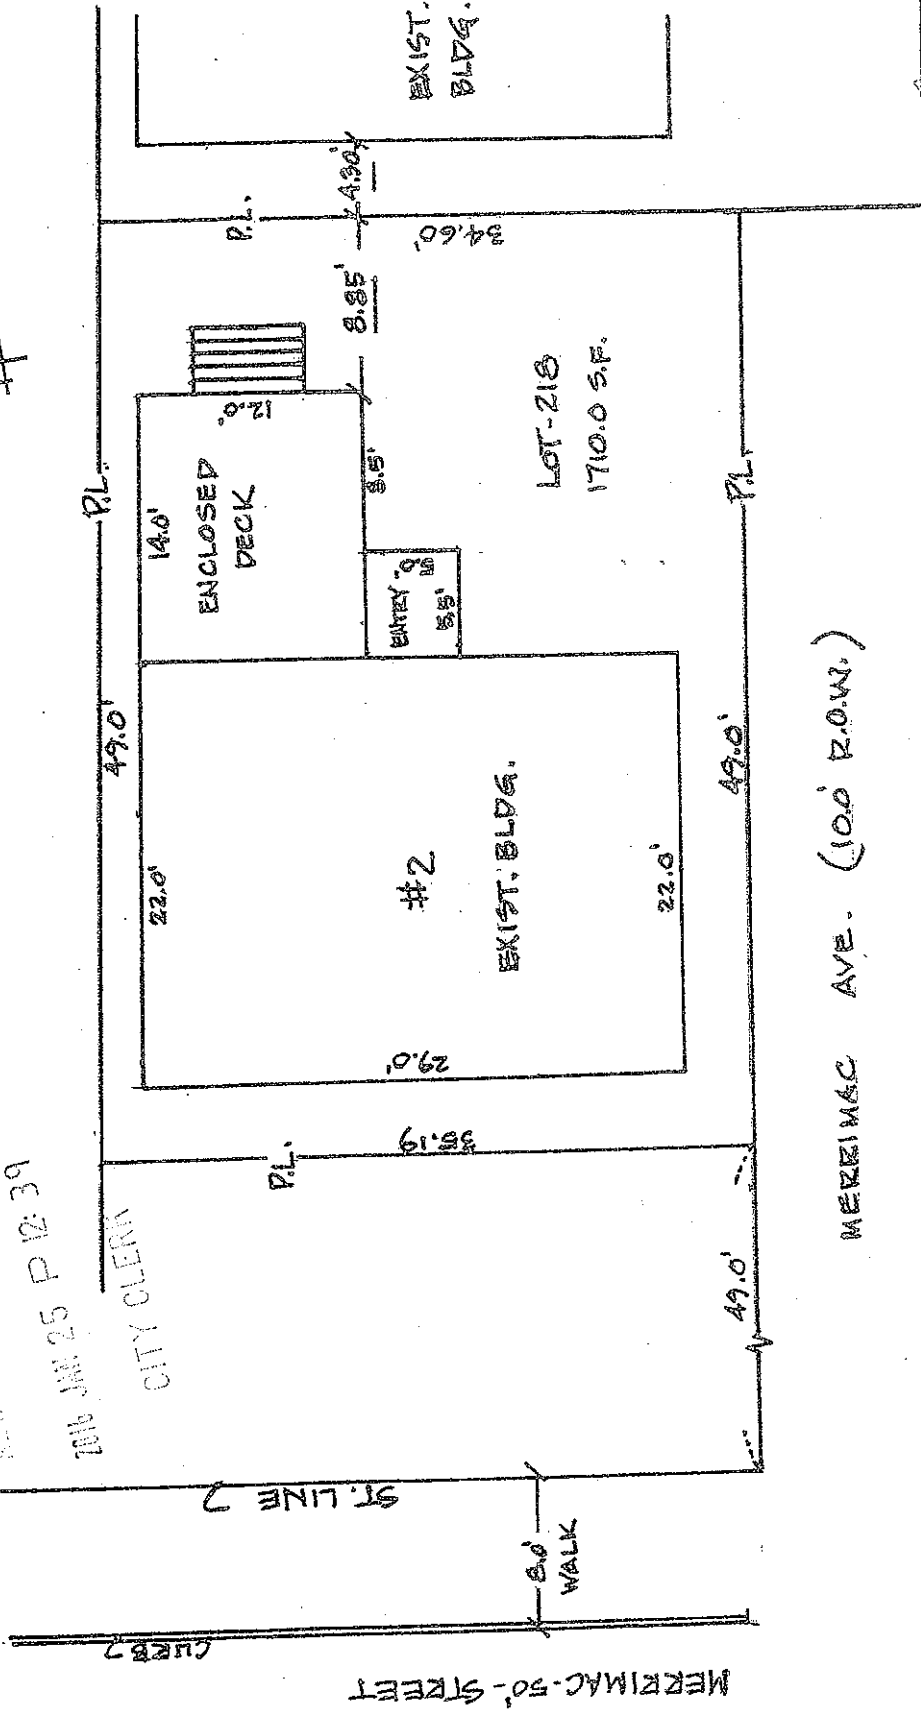 2016 JAN 25 P 12:39
CITY CLERK
EXIST.
BLDG.
P.L.
4.30'
34.60'
8.85'
P.L.
49.0'
14.0'
12.0'
ENCLOSED
DECK
8.5'
ENTRY
5.0
5.5'
LOT-218
1710.0 S.F.
P.L.
49.0'
22.0'
#2
EXIST. BLDG.
22.0'
29.0'
35.19
P.L.
49.0'
ST. LINE
8.0'
WALK
CURB
MERRIMAC-50'-STREET
MERRIMAC AVE. (10.0' R.O.W.)